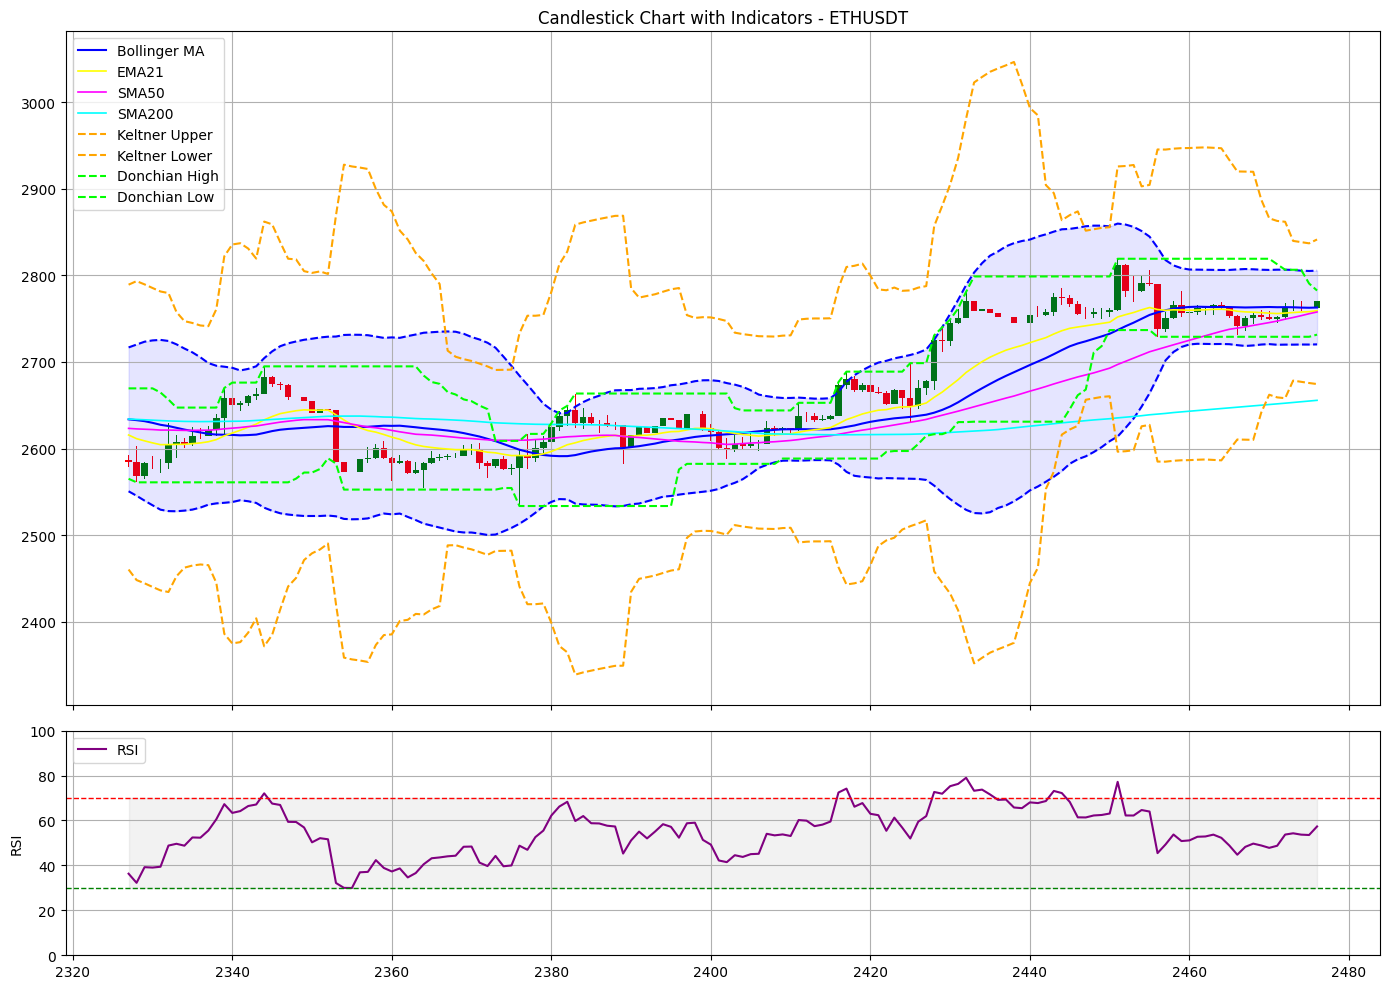 Candlestick Chart with Indicators - ETHUSDT
Bollinger MA
EMA21
SMA50
SMA200
Keltner Upper
Keltner Lower
Donchian High
Donchian Low
3000
2900
2800
2700
2600
2500
2400
RSI
100
80
60
40
20
0
RSI
2320 2340 2360 2380 2400 2420 2440 2460 2480